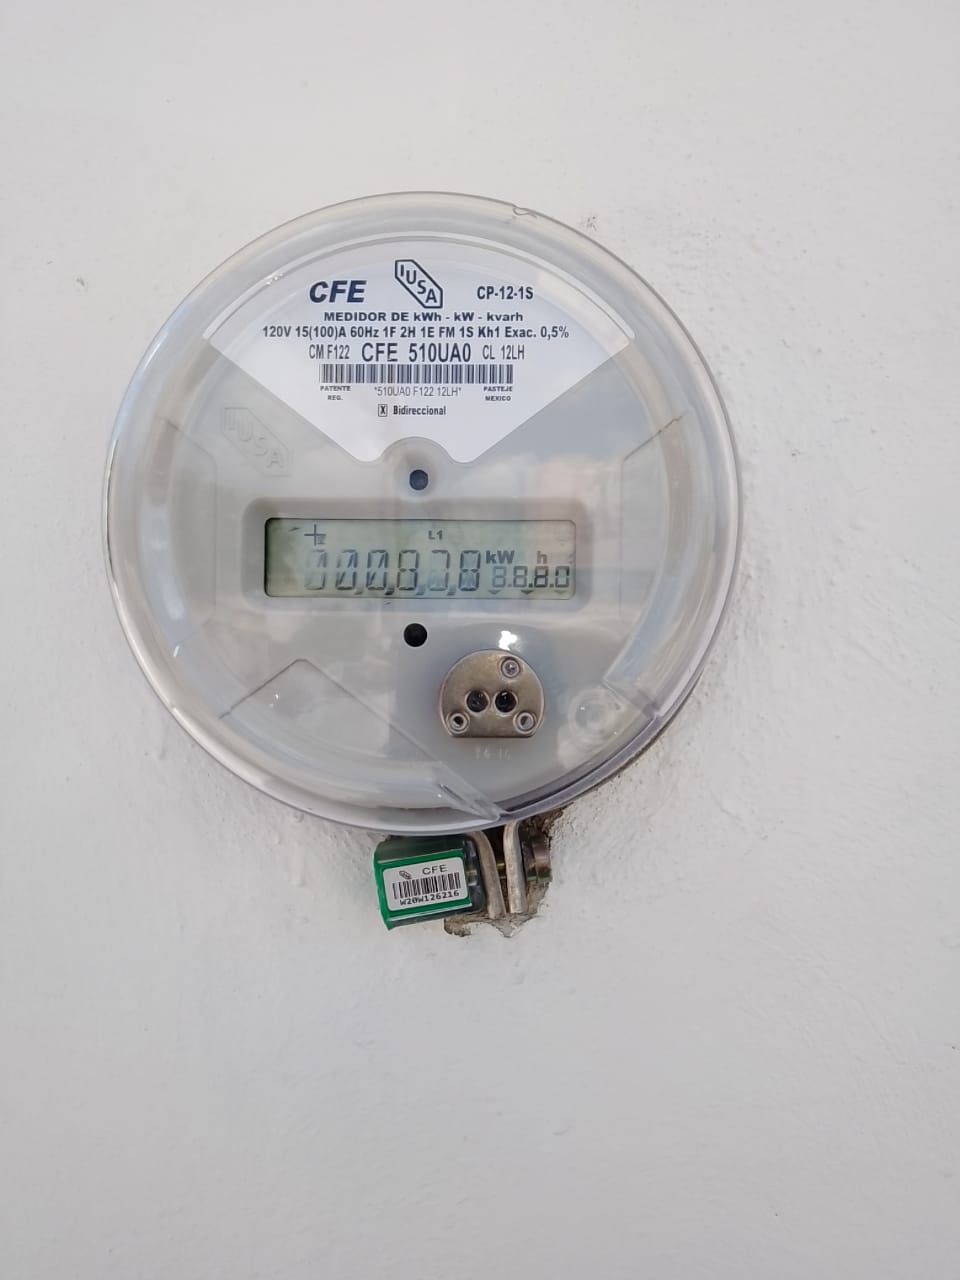 CFE IUSA CP-12-1S
MEDIDOR DE kWh - kW - kvarh
120V 15(100)A 60Hz 1F 2H 1E FM 1S Kh1 Exac. 0,5%
CM F122 CFE 510UA0 CL 12LH
PATENTE REG. *510UA0 F122 12LH* PASTEJE MEXICO
X Bidireccional
IUSA
L1
kW h
14-16
CFE
W20W126216